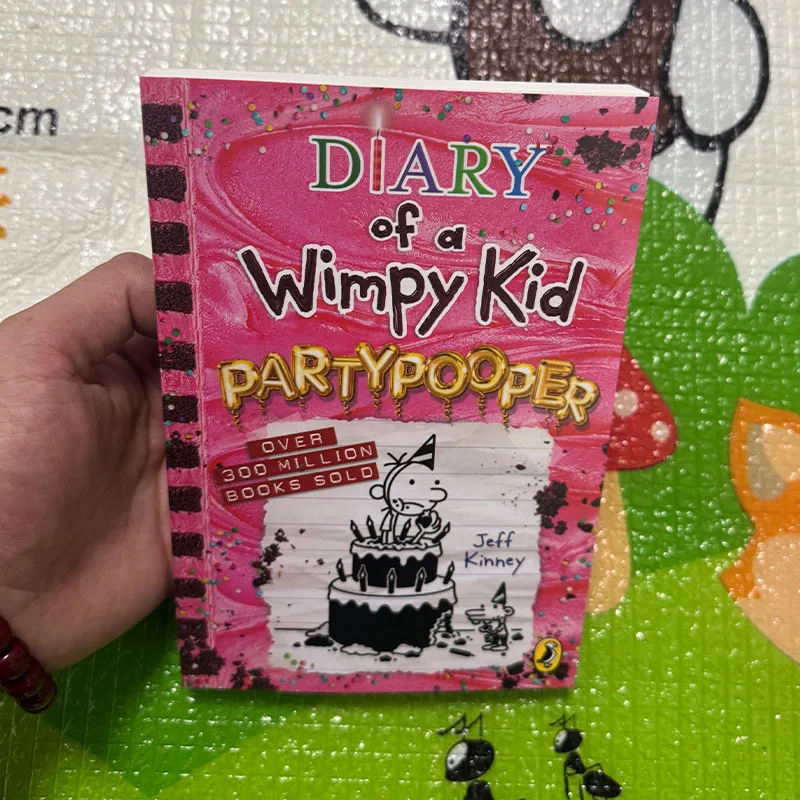 cm
DIARY
of a
Wimpy Kid
PARTYPOOPER
OVER
300 MILLION
BOOKS SOLD
Jeff
Kinney